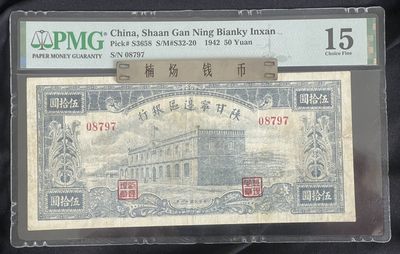 PMG
PAPER MONEY GUARANTY
China, Shaan Gan Ning Bianky Inxan
Pick# S3658 S/M#S32-20 1942 50 Yuan
S/N 08797
15
Choice Fine
楠炀钱币
行銀區邊寧甘陕
圓拾伍
圓拾伍
08797
08797
圓拾伍
圓拾伍